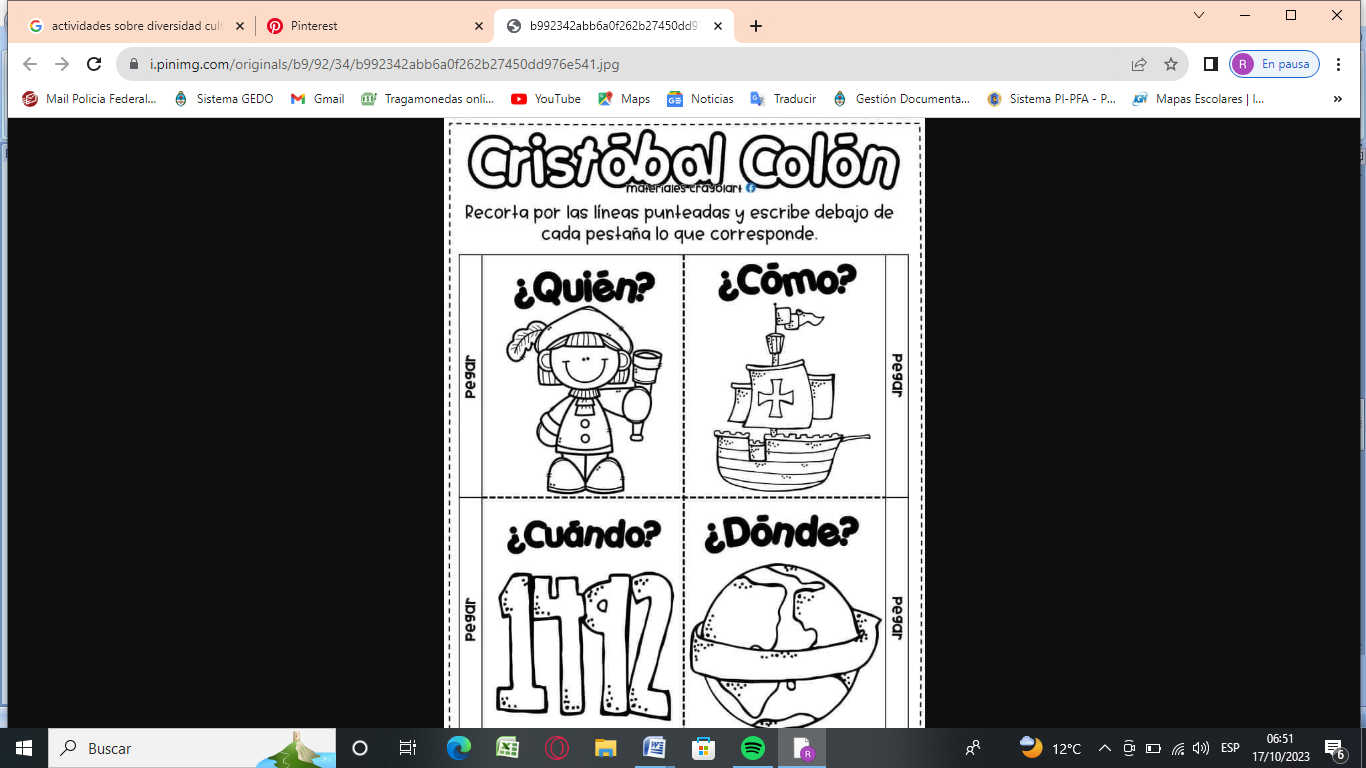 actividades sobre diversidad cult
Pinterest
b992342abb6a0f262b27450dd97
i.pinimg.com/originals/b9/92/34/b992342abb6a0f262b27450dd976e541.jpg
R En pausa
Mail Policia Federal...
Sistema GEDO
Gmail
Tragamonedas onli...
YouTube
Maps
Noticias
Traducir
Gestión Documenta...
Sistema PI-PFA - P...
Mapas Escolares | I...
»
Cristóbal Colón
materiales crayolart
Recorta por las líneas punteadas y escribe debajo de
cada pestaña lo que corresponde.
¿Quién?
¿Cómo?
pegar
pegar
¿Cuándo?
¿Dónde?
pegar
pegar
1492
Buscar
12°C
ESP
06:51
17/10/2023
6